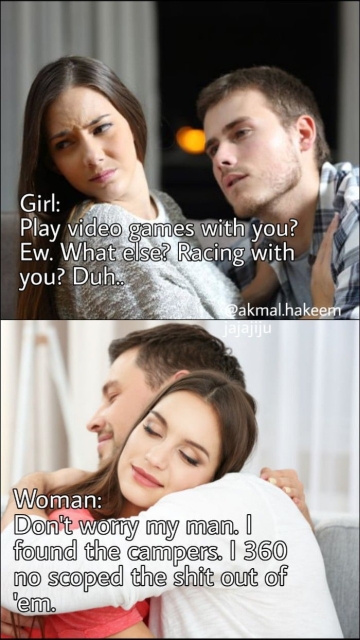 Girl:
Play video games with you?
Ew. What else? Racing with
you? Duh..
@akmal.hakeem
jajajiju
Woman:
Don't worry my man. I
found the campers. I 360
no scoped the shit out of
'em.